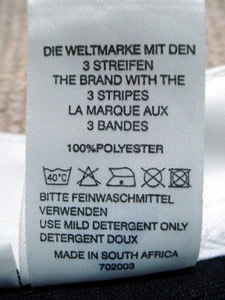 DIE WELTMARKE MIT DEN
3 STREIFEN
THE BRAND WITH THE
3 STRIPES
LA MARQUE AUX
3 BANDES
100%POLYESTER
40°C
BITTE FEINWASCHMITTEL
VERWENDEN
USE MILD DETERGENT ONLY
DETERGENT DOUX
MADE IN SOUTH AFRICA
702003